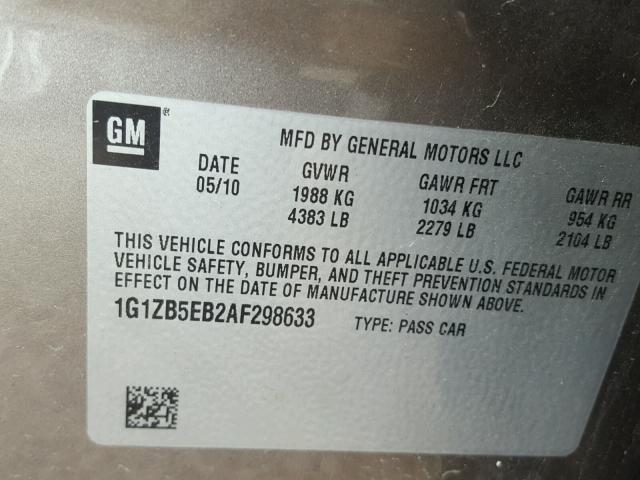 GM ®
MFD BY GENERAL MOTORS LLC
DATE GVWR GAWR FRT GAWR RR
05/10 1988 KG 1034 KG 954 KG
4383 LB 2279 LB 2104 LB
THIS VEHICLE CONFORMS TO ALL APPLICABLE U.S. FEDERAL MOTOR
VEHICLE SAFETY, BUMPER, AND THEFT PREVENTION STANDARDS IN
EFFECT ON THE DATE OF MANUFACTURE SHOWN ABOVE.
1G1ZB5EB2AF298633 TYPE: PASS CAR